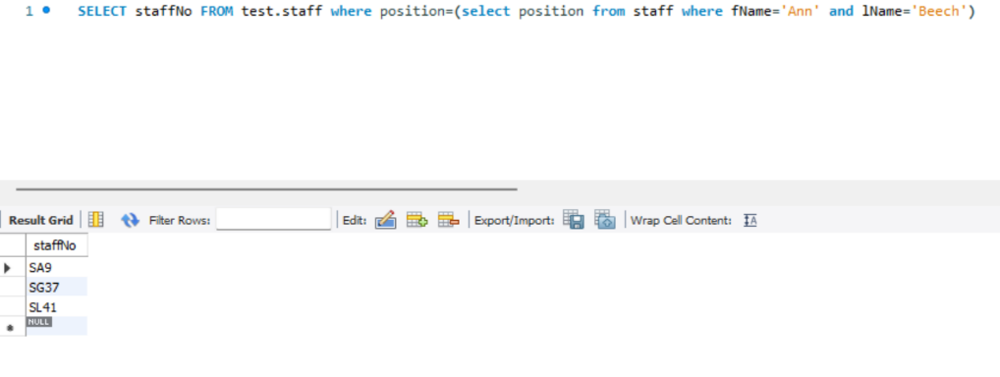 1 SELECT staffNo FROM test.staff where position=(select position from staff where fName='Ann' and lName='Beech')
Result Grid Filter Rows: Edit: Export/Import: Wrap Cell Content: IA
staffNo
SA9
SG37
SL41
NULL